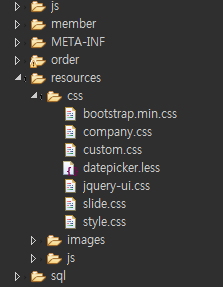 js
member
META-INF
order
resources
css
bootstrap.min.css
company.css
custom.css
datepicker.less
jquery-ui.css
slide.css
style.css
images
js
sql